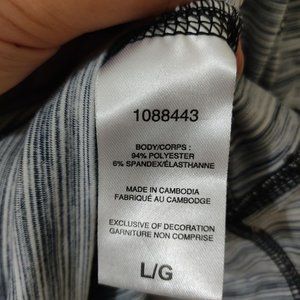 1088443
BODY/CORPS :
94% POLYESTER
6% SPANDEX/ÉLASTHANNE
MADE IN CAMBODIA
FABRIQUÉ AU CAMBODGE
EXCLUSIVE OF DECORATION
GARNITURE NON COMPRISE
L/G